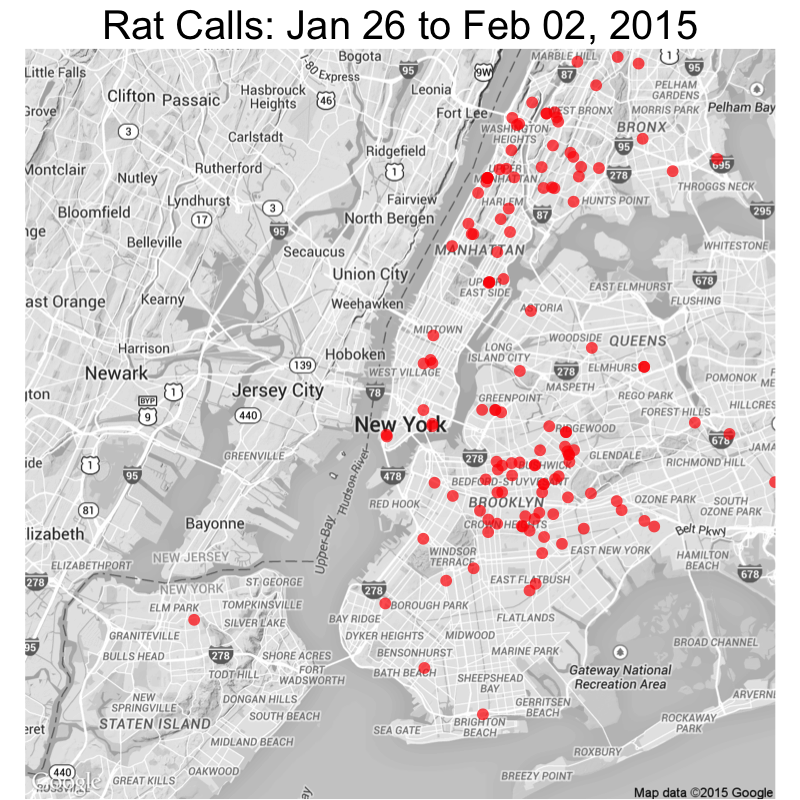 Rat Calls: Jan 26 to Feb 02, 2015
Little Falls
Bogota
I-80 Express
95
9W
MARBLE HILL
87
1
95
Clifton
Passaic
Hasbrouck
Heights
46
Leonia
PELHAM
GARDENS
Pelham Bay
Grove
Fort Lee
WEST BRONX
MORRIS PARK
3
Carlstadt
WASHINGTON
HEIGHTS
BRONX
Ridgefield
95
Montclair
Nutley
Rutherford
1
UPPER
MANHATTAN
278
695
THROGGS NECK
Bloomfield
Lyndhurst
17
3
Fairview
HARLEM
HUNTS POINT
North Bergen
87
295
nge
Belleville
95
Secaucus
MANHATTAN
WHITESTONE
Union City
UPPER
EAST SIDE
EAST ELMHURST
678
FLUSHING
ast Orange
Kearny
Weehawken
ASTORIA
MIDTOWN
Harrison
Hoboken
LONG
ISLAND CITY
WOODSIDE
QUEENS
Newark
139
WEST VILLAGE
278
ELMHURST
POMONOK
MASPETH
REGO PARK
BYP
1
9
Jersey City
78
GREENPOINT
FOREST HILLS
HILLCRES
440
New York
RIDGEWOOD
678
JAMA
ide
1
GREENVILLE
278
BUSHWICK
GLENDALE
RICHMOND HILL
95
Hudson River
478
BEDFORD-STUYVESANT
RED HOOK
BROOKLYN
OZONE PARK
SOUTH
OZONE PARK
81
Bayonne
CROWN HEIGHTS
Belt Pkwy
lizabeth
Upper Bay
NEW JERSEY
WINDSOR
TERRACE
EAST NEW YORK
HAMILTON
BEACH
ELIZABETHPORT
278
NEW YORK
ST GEORGE
278
EAST FLATBUSH
678
ELM PARK
TOMPKINSVILLE
BOROUGH PARK
SILVER LAKE
BAY RIDGE
FLATLANDS
GRANITEVILLE
DYKER HEIGHTS
MIDWOOD
95
BULLS HEAD
278
SHORE ACRES
BENSONHURST
MARINE PARK
BROAD CHANNEL
TODT HILL
FORT
WADSWORTH
BATH BEACH
SHEEPSHEAD
BAY
Gateway National
Recreation Area
NEW
SPRINGVILLE
DONGAN HILLS
GERRITSEN
BEACH
ARVERNE
STATEN ISLAND
SOUTH BEACH
SEA GATE
BRIGHTON
BEACH
ROCKAWAY
PARK
eret
MIDLAND BEACH
ROXBURY
440
OAKWOOD
GREAT KILLS
BREEZY POINT
Google
ROSSVILLE
Map data ©2015 Google